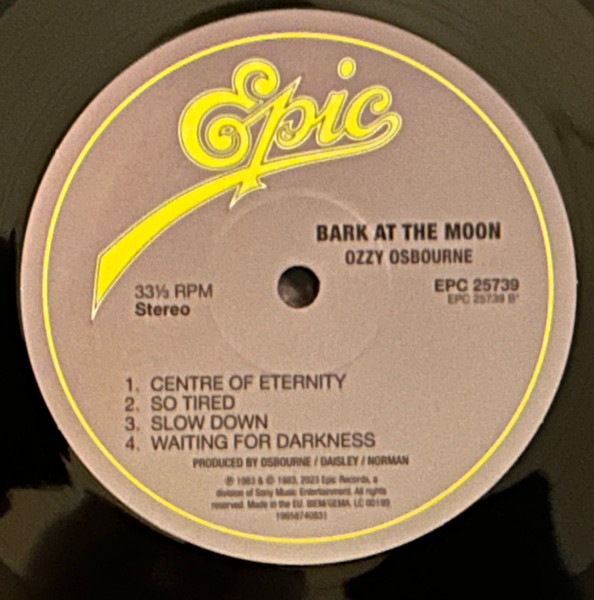 Epic
BARK AT THE MOON
OZZY OSBOURNE
33⅓ RPM
Stereo
EPC 25739
EPC 25739 B*
1. CENTRE OF ETERNITY
2. SO TIRED
3. SLOW DOWN
4. WAITING FOR DARKNESS
PRODUCED BY OSBOURNE / DAISLEY / NORMAN
℗ 1983 & © 1983, 2023 Epic Records, a
division of Sony Music Entertainment. All rights
reserved. Made in the EU. BIEM/GEMA. LC 00199
19658740831